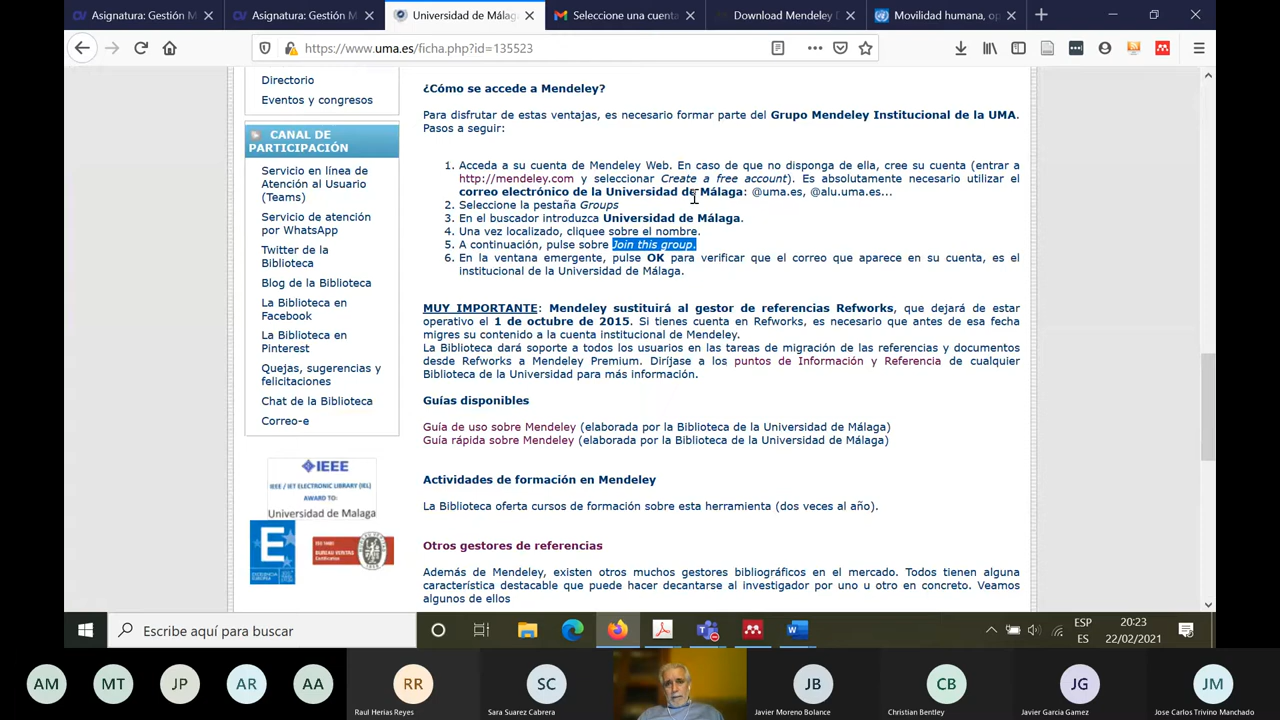 Asignatura: Gestión M
Asignatura: Gestión M
Universidad de Málaga
Seleccione una cuenta
Download Mendeley D
Movilidad humana, op
https://www.uma.es/ficha.php?id=135523
Directorio
Eventos y congresos
CANAL DE
PARTICIPACIÓN
Servicio en línea de
Atención al Usuario
(Teams)
Servicio de atención
por WhatsApp
Twitter de la
Biblioteca
Blog de la Biblioteca
La Biblioteca en
Facebook
La Biblioteca en
Pinterest
Quejas, sugerencias y
felicitaciones
Chat de la Biblioteca
Correo-e
IEEE
IEEE / IET ELECTRONIC LIBRARY (IEL)
AWARD TO:
Universidad de Malaga
BUREAU VERITAS
¿Cómo se accede a Mendeley?
Para disfrutar de estas ventajas, es necesario formar parte del Grupo Mendeley Institucional de la UMA.
Pasos a seguir:
1. Acceda a su cuenta de Mendeley Web. En caso de que no disponga de ella, cree su cuenta (entrar a
http://mendeley.com y seleccionar Create a free account). Es absolutamente necesario utilizar el
correo electrónico de la Universidad de Málaga: @uma.es, @alu.uma.es...
2. Seleccione la pestaña Groups
3. En el buscador introduzca Universidad de Málaga.
4. Una vez localizado, cliquee sobre el nombre.
5. A continuación, pulse sobre Join this group.
6. En la ventana emergente, pulse OK para verificar que el correo que aparece en su cuenta, es el
institucional de la Universidad de Málaga.
MUY IMPORTANTE: Mendeley sustituirá al gestor de referencias Refworks, que dejará de estar
operativo el 1 de octubre de 2015. Si tienes cuenta en Refworks, es necesario que antes de esa fecha
migres su contenido a la cuenta institucional de Mendeley.
La Biblioteca dará soporte a todos los usuarios en las tareas de migración de las referencias y documentos
desde Refworks a Mendeley Premium. Diríjase a los puntos de Información y Referencia de cualquier
Biblioteca de la Universidad para más información.
Guías disponibles
Guía de uso sobre Mendeley (elaborada por la Biblioteca de la Universidad de Málaga)
Guía rápida sobre Mendeley (elaborada por la Biblioteca de la Universidad de Málaga)
Actividades de formación en Mendeley
La Biblioteca oferta cursos de formación sobre esta herramienta (dos veces al año).
Otros gestores de referencias
Además de Mendeley, existen otros muchos gestores bibliográficos en el mercado. Todos tienen alguna
característica destacable que puede hacer decantarse al investigador por uno u otro en concreto. Veamos
algunos de ellos
Escribe aquí para buscar
ESP
ES
20:23
22/02/2021
AM
MT
JP
AR
AA
RR
SC
JB
CB
JG
JM
Raul Herias Reyes
Sara Suarez Cabrera
Javier Moreno Bolance
Christian Bentley
Javier Garcia Gamez
Jose Carlos Trivino Manchado